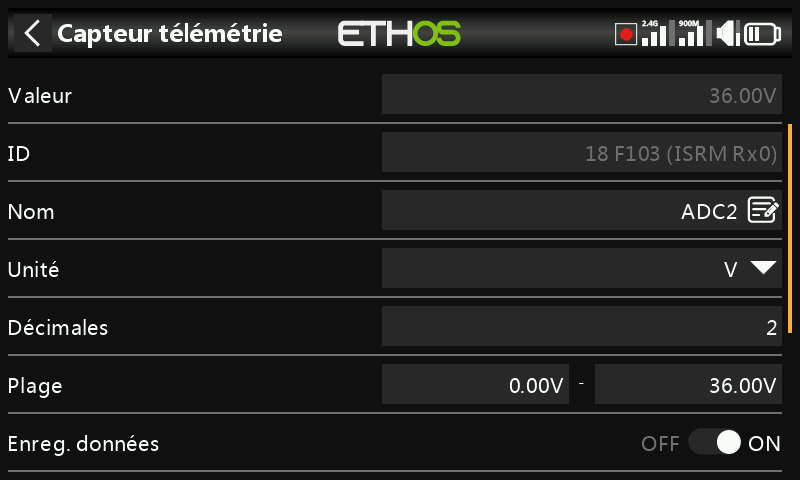 Capteur télémétrie ETHOS 2.4G 900M
Valeur 36.00V
ID 18 F103 (ISRM Rx0)
Nom ADC2
Unité V
Décimales 2
Plage 0.00V - 36.00V
Enreg. données OFF ON